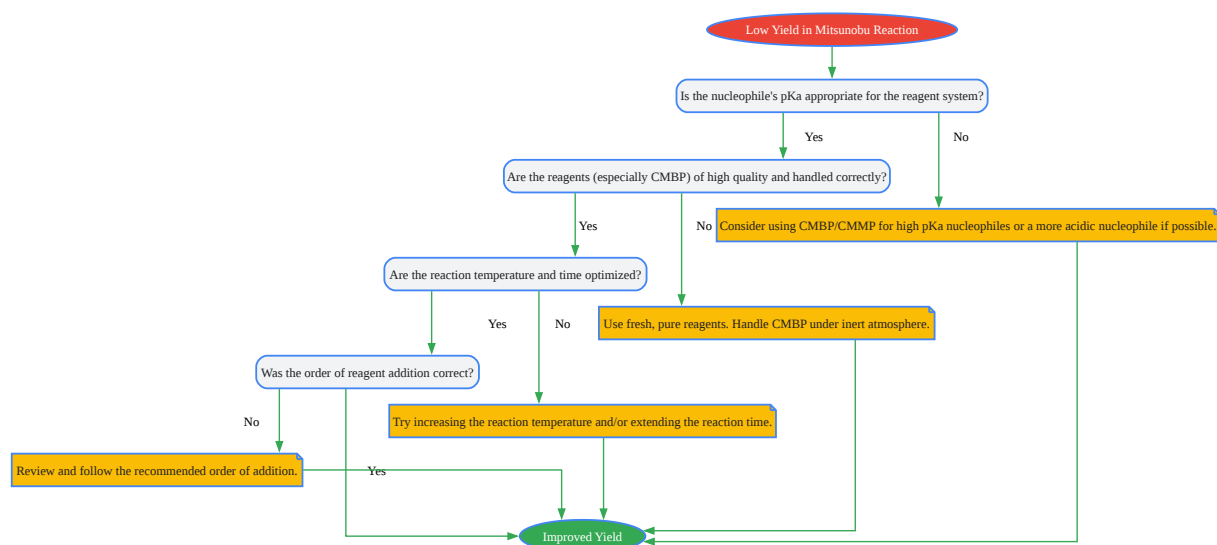 Low Yield in Mitsunobu Reaction
Is the nucleophile's pKa appropriate for the reagent system?
Yes
No
Are the reagents (especially CMBP) of high quality and handled correctly?
Yes
No
Consider using CMBP/CMMP for high pKa nucleophiles or a more acidic nucleophile if possible.
Are the reaction temperature and time optimized?
Yes
No
Use fresh, pure reagents. Handle CMBP under inert atmosphere.
Was the order of reagent addition correct?
No
Try increasing the reaction temperature and/or extending the reaction time.
Review and follow the recommended order of addition.
Yes
Improved Yield